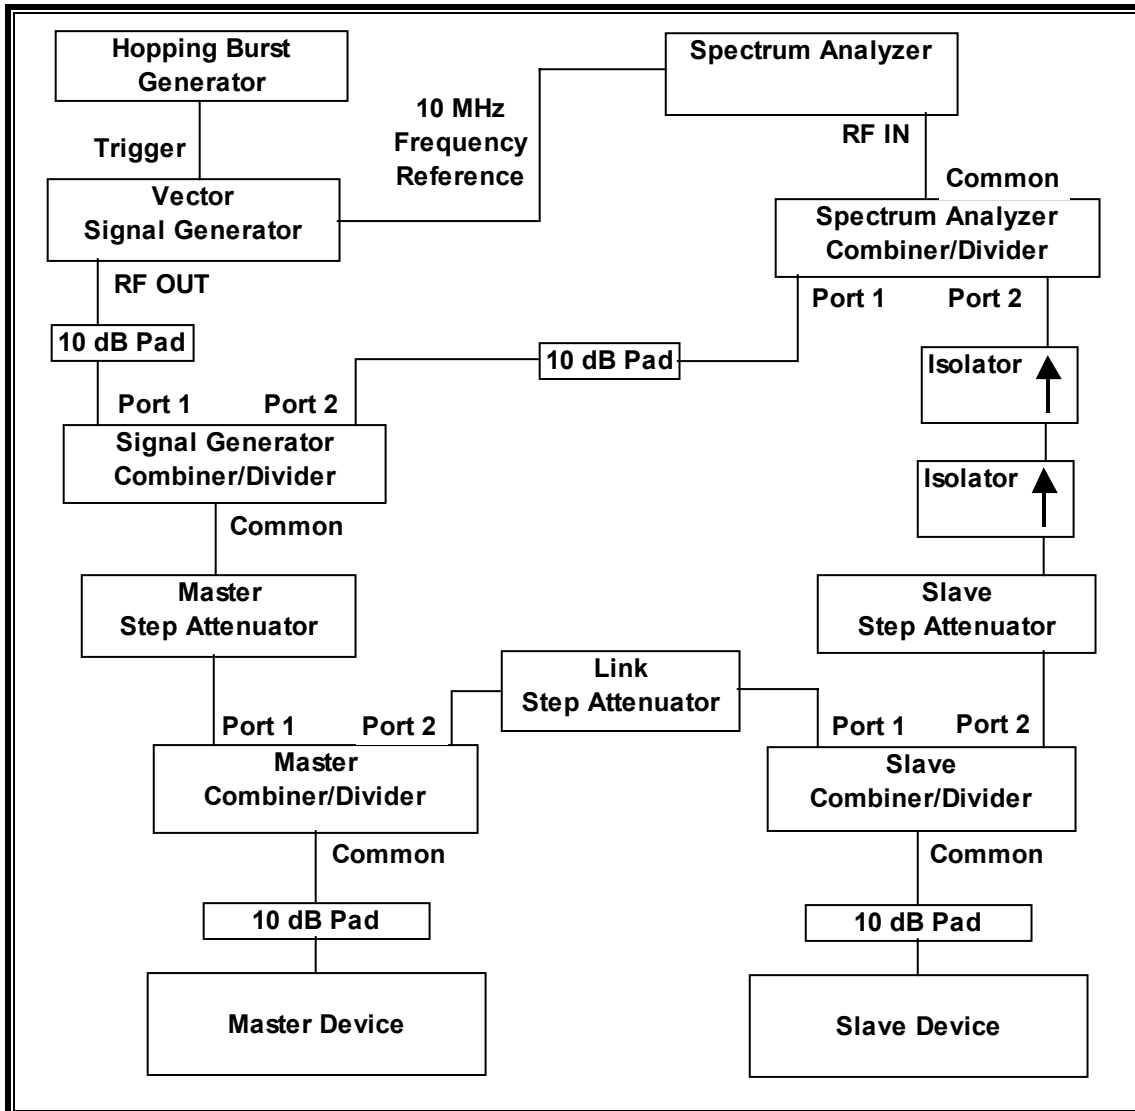 Hopping Burst
Generator
Spectrum Analyzer
10 MHz
Frequency
Reference
Trigger
RF IN
Vector
Signal Generator
Common
Spectrum Analyzer
Combiner/Divider
RF OUT
Port 1
Port 2
10 dB Pad
10 dB Pad
Isolator
Port 1
Port 2
Signal Generator
Combiner/Divider
Isolator
Common
Master
Step Attenuator
Slave
Step Attenuator
Link
Step Attenuator
Port 1
Port 2
Port 1
Port 2
Master
Combiner/Divider
Slave
Combiner/Divider
Common
Common
10 dB Pad
10 dB Pad
Master Device
Slave Device